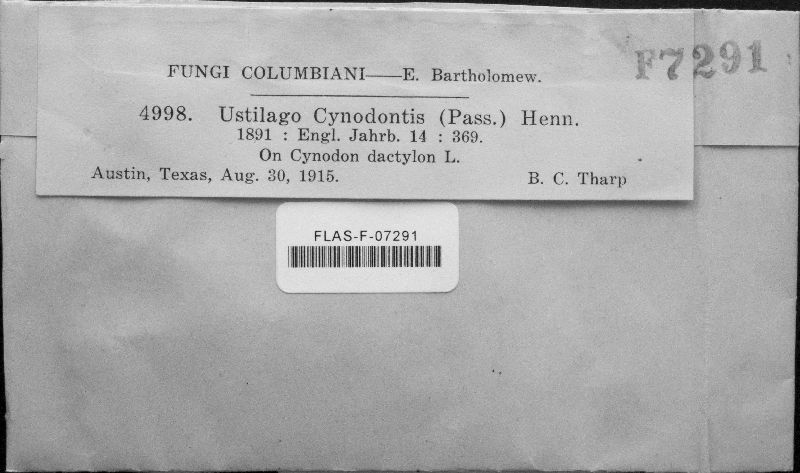 F7291
FUNGI COLUMBIANI——E. Bartholomew.
4998. Ustilago Cynodontis (Pass.) Henn.
1891 : Engl. Jahrb. 14 : 369.
On Cynodon dactylon L.
Austin, Texas, Aug. 30, 1915. B. C. Tharp
FLAS-F-07291